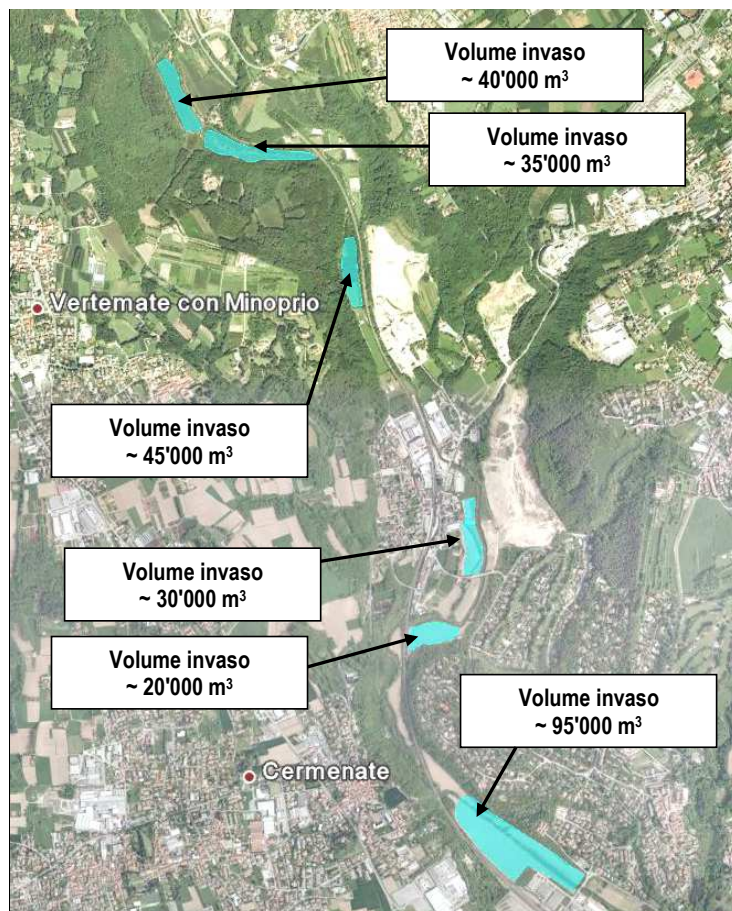 Volume invaso
~ 40'000 m³
Volume invaso
~ 35'000 m³
Vertemate con Minoprio
Volume invaso
~ 45'000 m³
Volume invaso
~ 30'000 m³
Volume invaso
~ 20'000 m³
Volume invaso
~ 95'000 m³
Cermenate